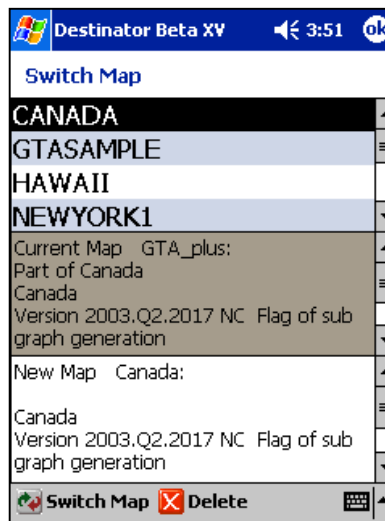 Destinator Beta XV 3:51 ok
Switch Map
CANADA
GTASAMPLE
HAWAII
NEWYORK1
Current Map GTA_plus:
Part of Canada
Canada
Version 2003.Q2.2017 NC Flag of sub
graph generation
New Map Canada:
Canada
Version 2003.Q2.2017 NC Flag of sub
graph generation
Switch Map Delete